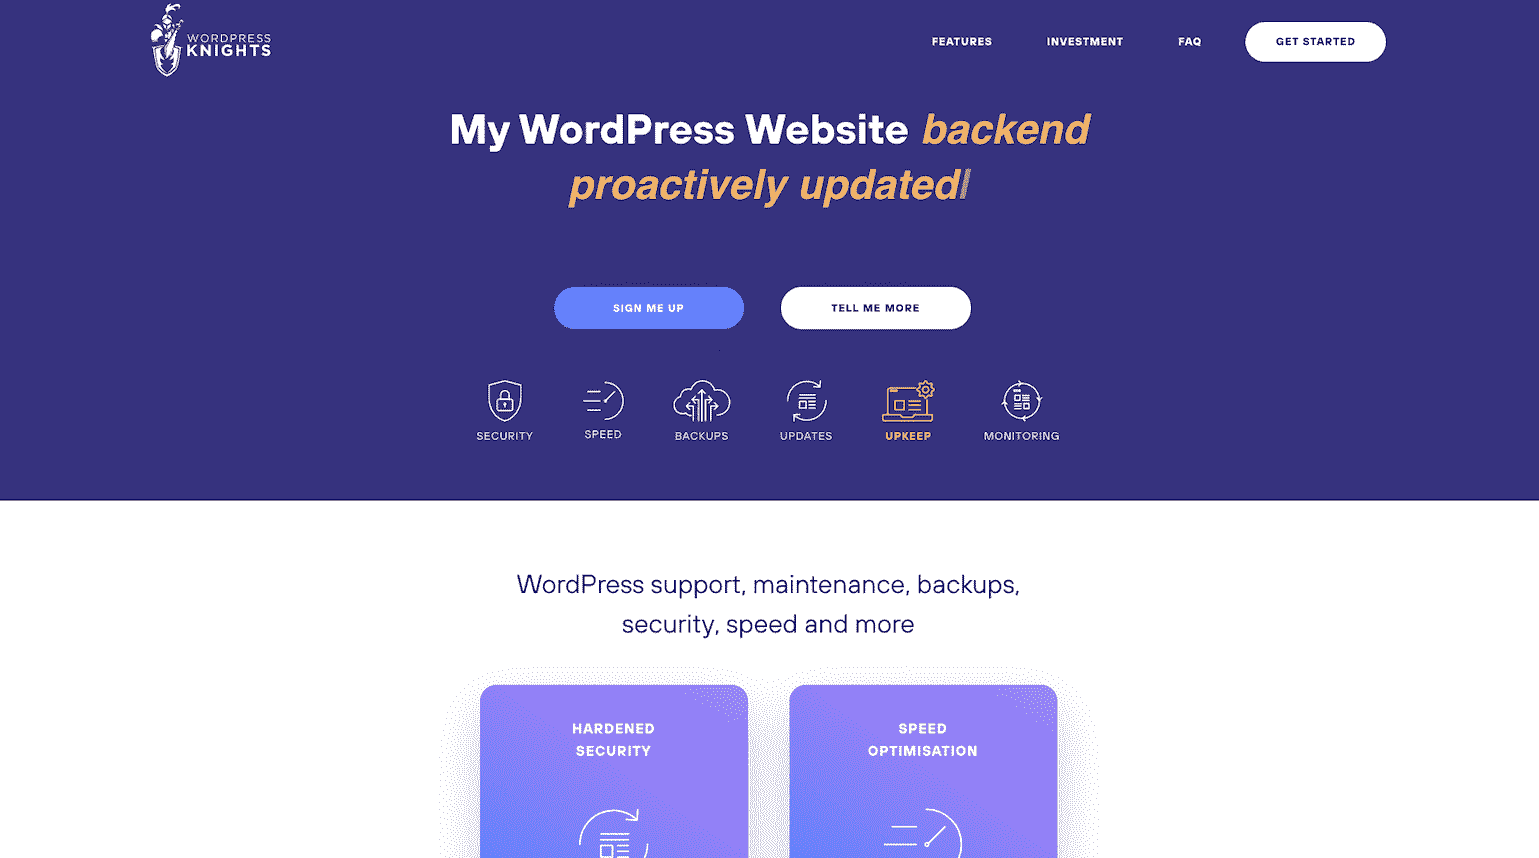 WORDPRESS
KNIGHTS
FEATURES
INVESTMENT
FAQ
GET STARTED
My WordPress Website backend
proactively updated
SIGN ME UP
TELL ME MORE
SECURITY
SPEED
BACKUPS
UPDATES
UPKEEP
MONITORING
WordPress support, maintenance, backups,
security, speed and more
HARDENED
SECURITY
SPEED
OPTIMISATION